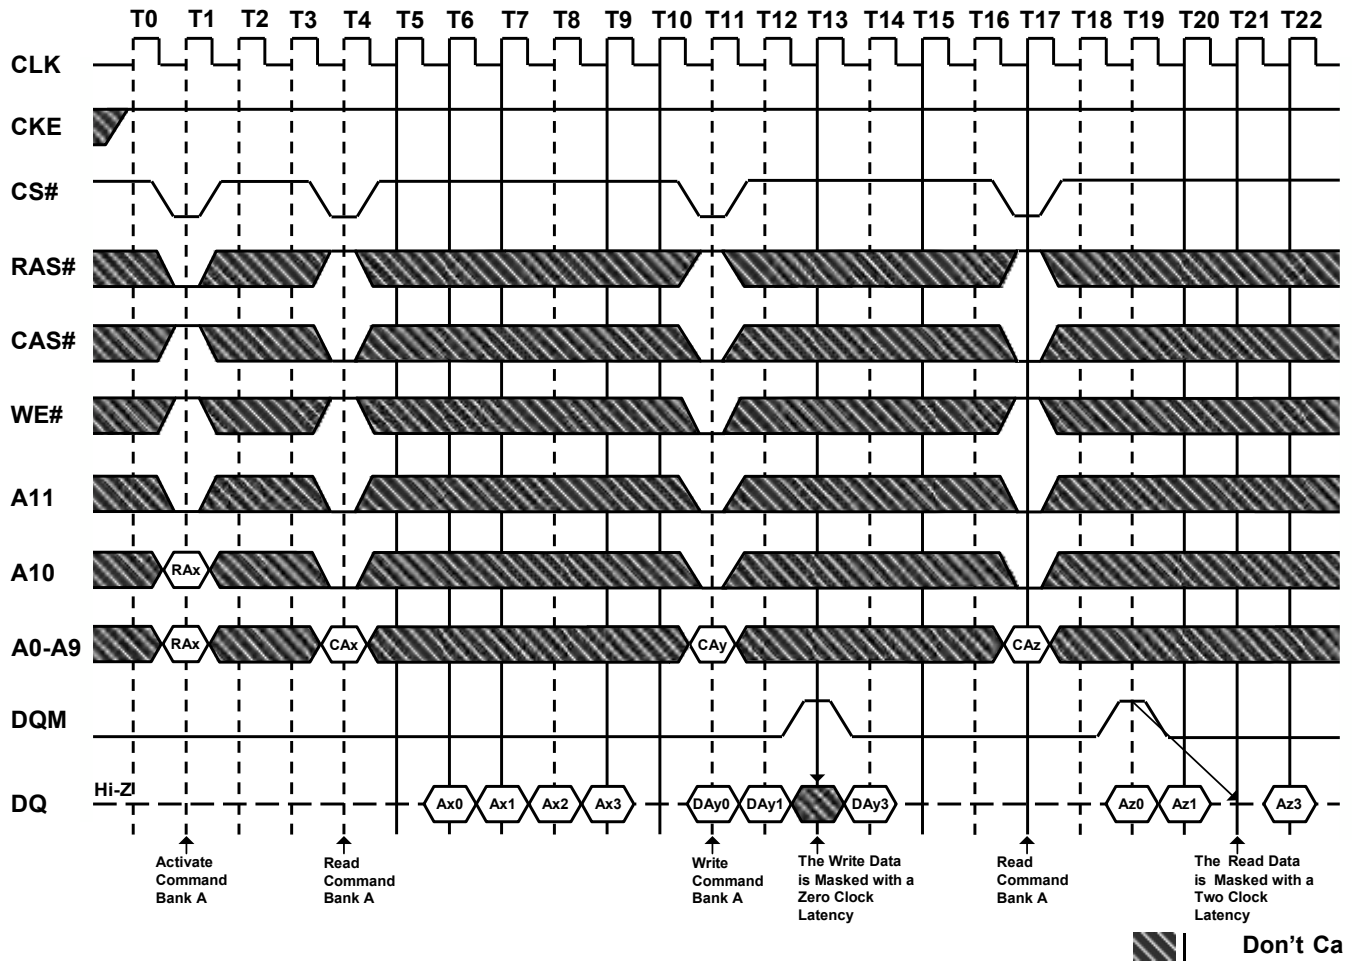 T0 T1 T2 T3 T4 T5 T6 T7 T8 T9 T10 T11 T12 T13 T14 T15 T16 T17 T18 T19 T20 T21 T22
CLK
CKE
CS#
RAS#
CAS#
WE#
A11
A10 RAx
A0-A9 RAx CAx CAy CAz
DQM
Hi-Z
DQ Ax0 Ax1 Ax2 Ax3 DAy0 DAy1 DAy3 Az0 Az1 Az3
Activate
Command
Bank A
Read
Command
Bank A
Write
Command
Bank A
The Write Data
is Masked with a
Zero Clock
Latency
Read
Command
Bank A
The Read Data
is Masked with a
Two Clock
Latency
Don't Ca